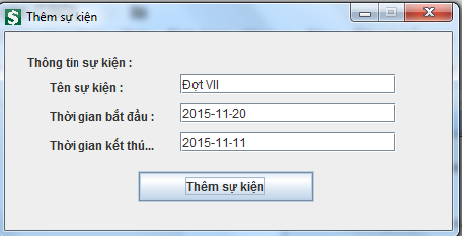 Thêm sự kiện
Thông tin sự kiện :
Tên sự kiện : Đợt VII
Thời gian bắt đầu : 2015-11-20
Thời gian kết thú... 2015-11-11
Thêm sự kiện